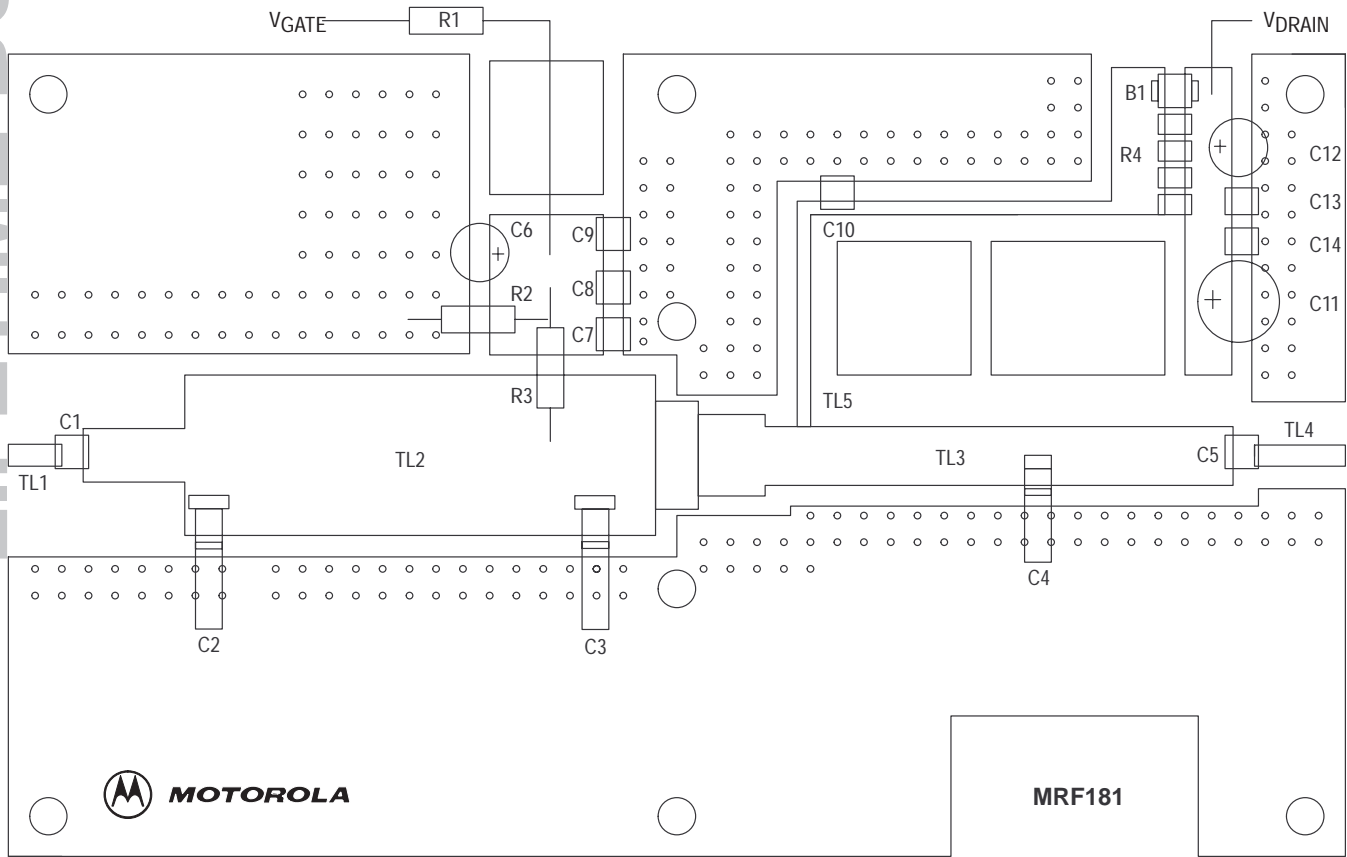 VGATE
R1
VDRAIN
B1
R4
C12
C13
C14
C11
C6
C9
C10
C8
R2
C7
R3
TL5
C1
TL1
TL2
TL3
C5
TL4
C2
C3
C4
MOTOROLA
MRF181